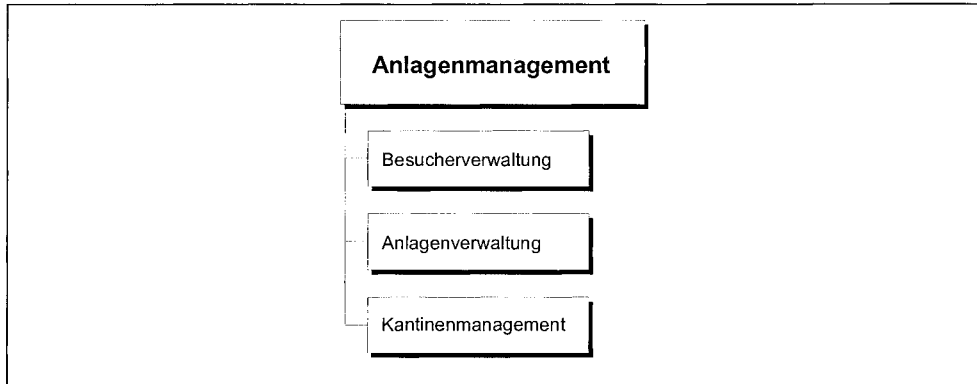 Anlagenmanagement
Besucherverwaltung
Anlagenverwaltung
Kantinenmanagement